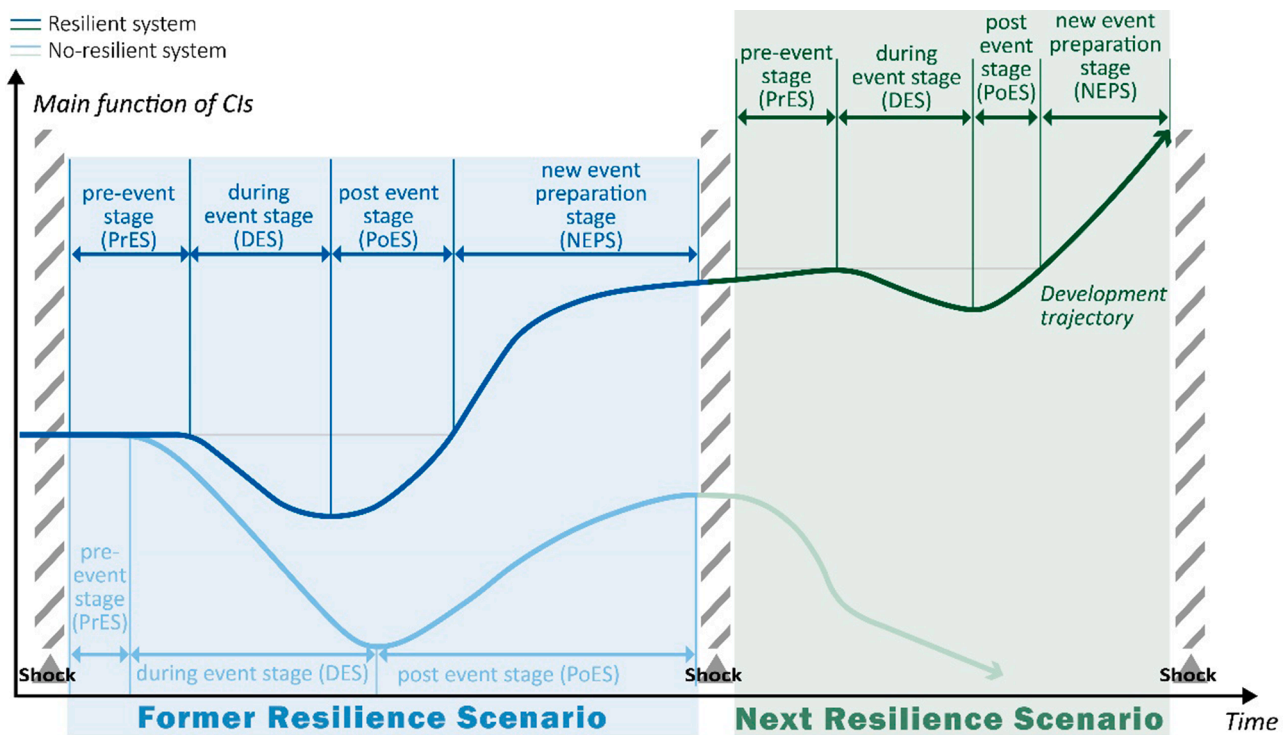 Resilient system
No-resilient system
Main function of CIs
pre-event
stage
(PrES)
during
event stage
(DES)
post event
stage
(PoES)
new event
preparation
stage
(NEPS)
pre-event
stage
(PrES)
during
event stage
(DES)
post
event
stage
(PoES)
new event
preparation
stage
(NEPS)
Development
trajectory
pre-
event
stage
(PrES)
during event stage (DES)
post event stage (PoES)
Shock
Shock
Shock
Former Resilience Scenario
Next Resilience Scenario
Time